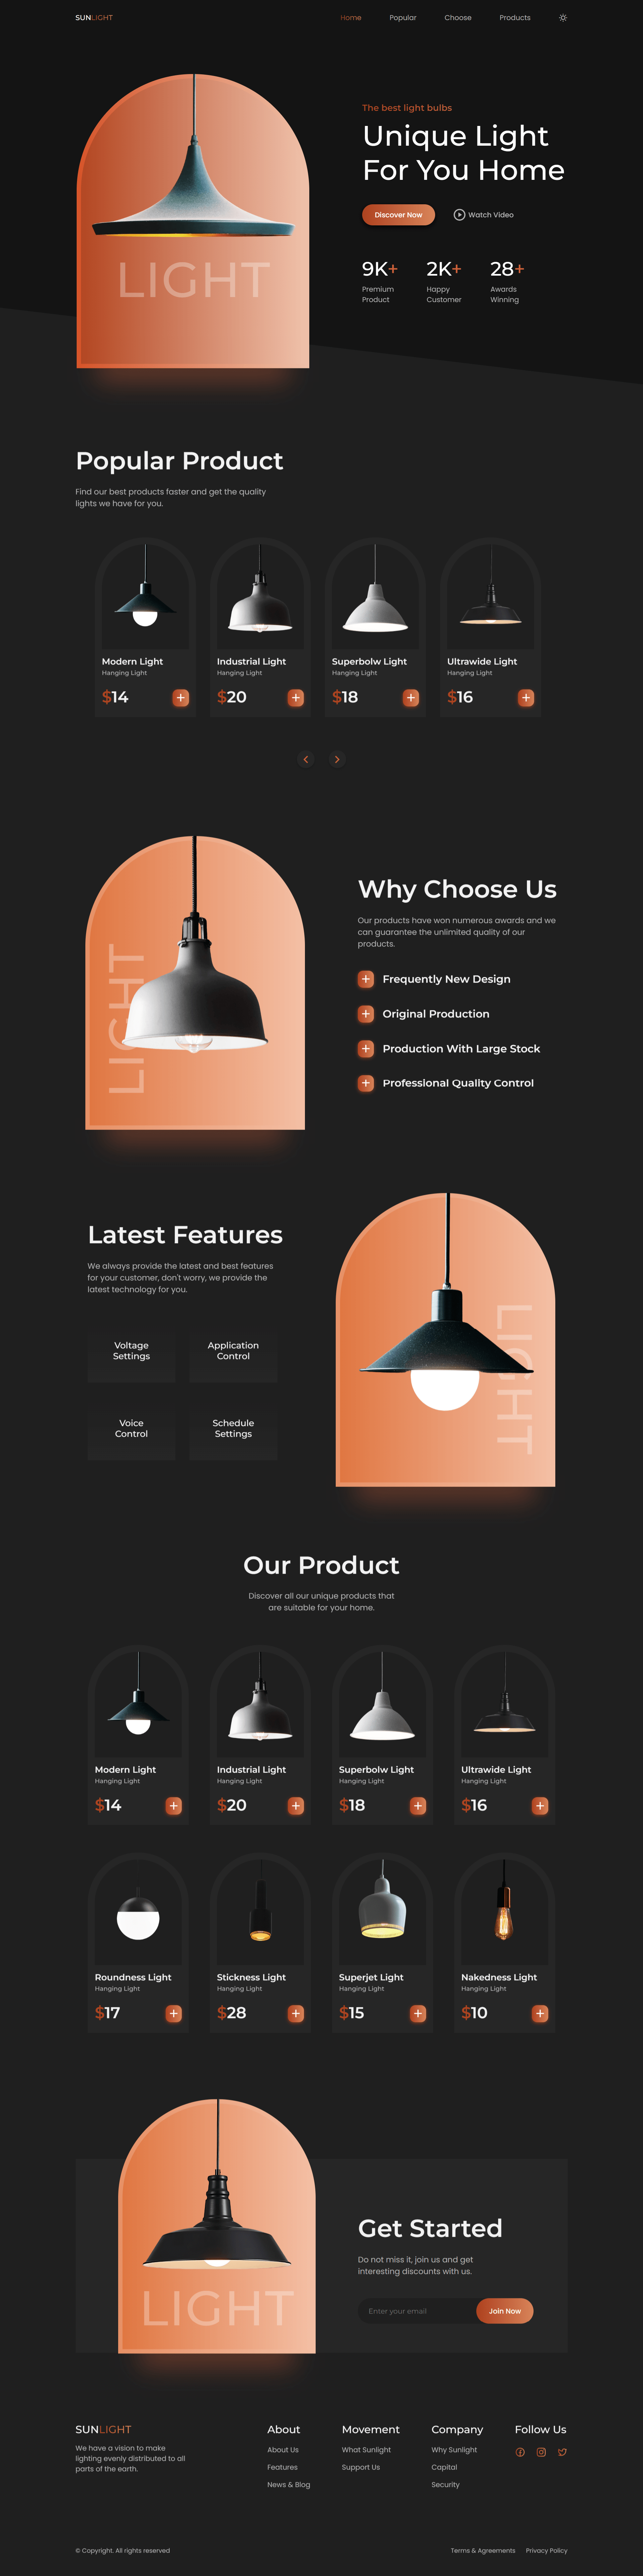 SUNLIGHT
Home Popular Choose Products
The best light bulbs
Unique Light
For You Home
Discover Now Watch Video
9K+ 2K+ 28+
Premium Happy Awards
Product Customer Winning
LIGHT
Popular Product
Find our best products faster and get the quality
lights we have for you.
Modern Light Industrial Light Superbolw Light Ultrawide Light
Hanging Light Hanging Light Hanging Light Hanging Light
$14 $20 $18 $16
LIGHT
Why Choose Us
Our products have won numerous awards and we
can guarantee the unlimited quality of our
products.
Frequently New Design
Original Production
Production With Large Stock
Professional Quality Control
Latest Features
We always provide the latest and best features
for your customer, don't worry, we provide the
latest technology for you.
Voltage Application
Settings Control
Voice Schedule
Control Settings
LIGHT
Our Product
Discover all our unique products that
are suitable for your home.
Modern Light Industrial Light Superbolw Light Ultrawide Light
Hanging Light Hanging Light Hanging Light Hanging Light
$14 $20 $18 $16
Roundness Light Stickness Light Superjet Light Nakedness Light
Hanging Light Hanging Light Hanging Light Hanging Light
$17 $28 $15 $10
LIGHT
Get Started
Do not miss it, join us and get
interesting discounts with us.
Enter your email Join Now
SUNLIGHT
We have a vision to make
lighting evenly distributed to all
parts of the earth.
About Movement Company Follow Us
About Us What Sunlight Why Sunlight
Features Support Us Capital
News & Blog Security
© Copyright. All rights reserved Terms & Agreements Privacy Policy